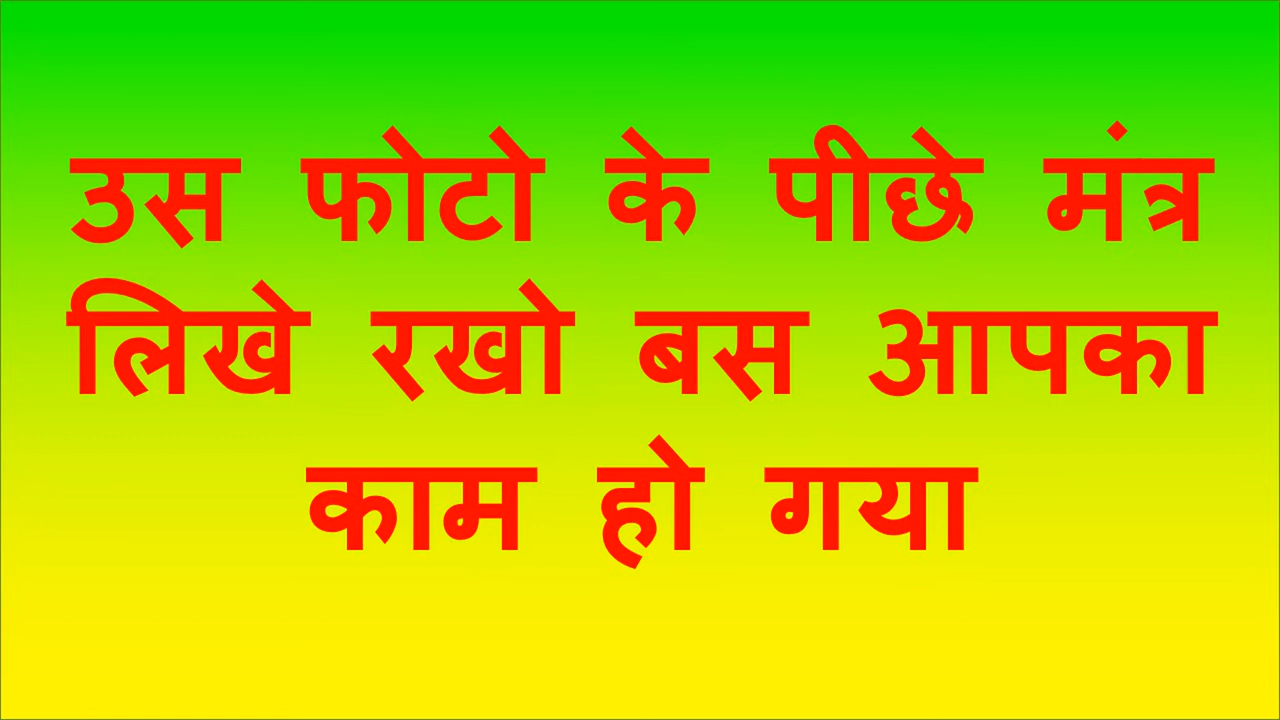 उस फोटो के पीछे मंत्र
लिखे रखो बस आपका
काम हो गया